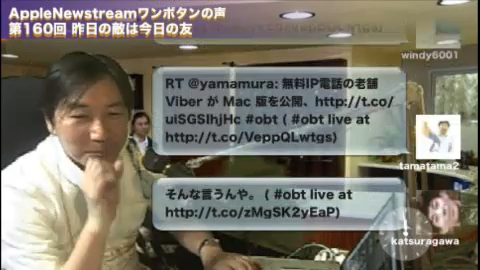 AppleNewstreamワンボタンの声
第160回 昨日の敵は今日の友
windy6001
RT @yamamura: 無料IP電話の老舗
Viber が Mac 版を公開、http://t.co/
uiSGSIhjHc #obt ( #obt live at
http://t.co/VeppQLwtgs)
tamatama2
そんな言うんや。 ( #obt live at
http://t.co/zMgSK2yEaP)
katsuragawa